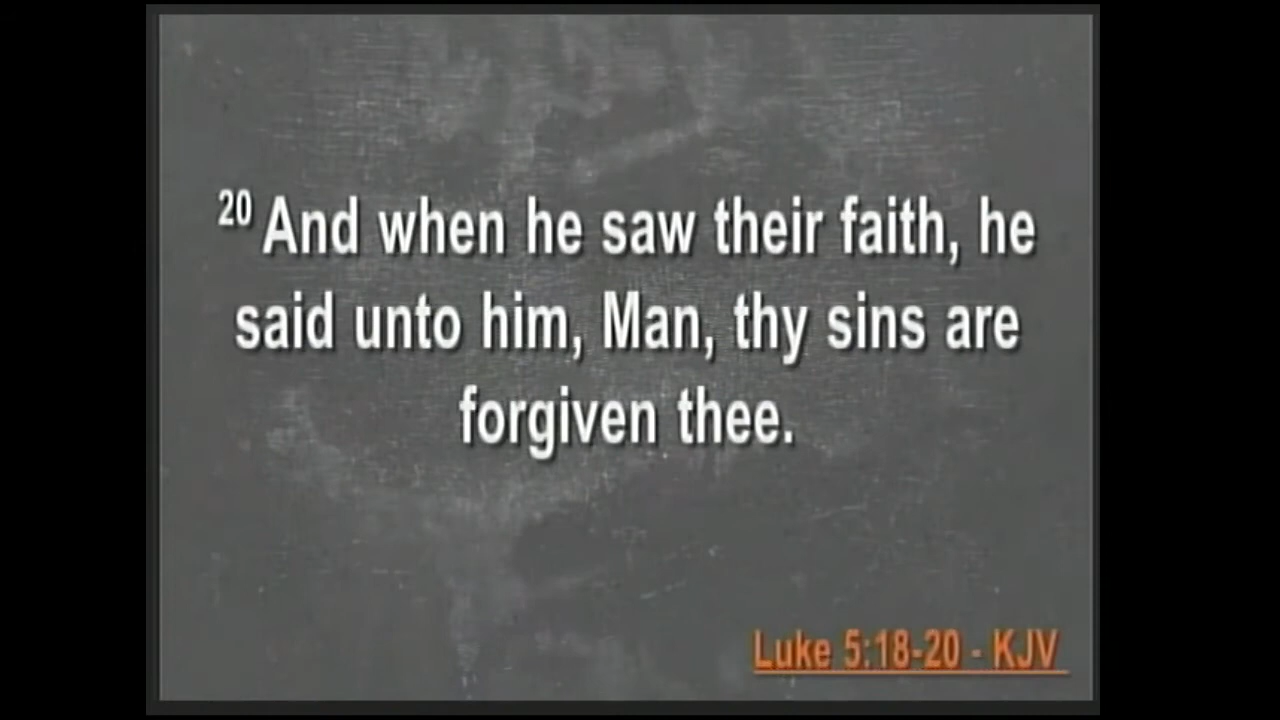 20 And when he saw their faith, he
said unto him, Man, thy sins are
forgiven thee.
Luke 5:18-20 - KJV